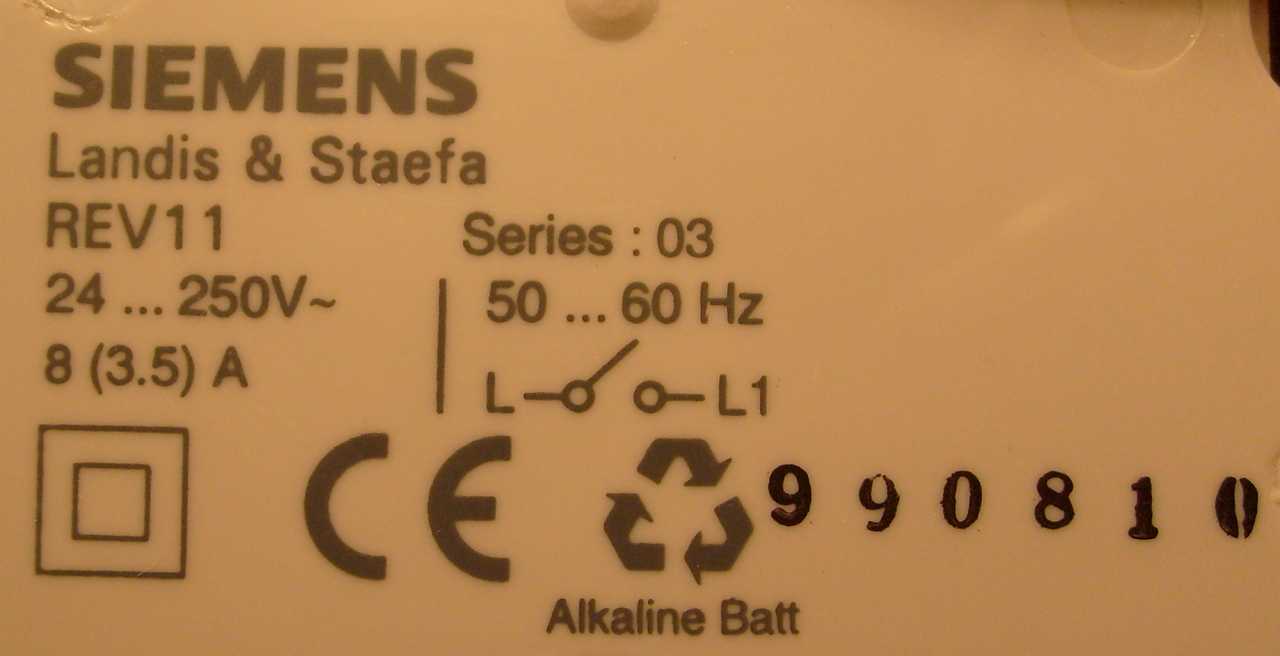 SIEMENS
Landis & Staefa
REV11
Series : 03
24 ... 250V~
50 ... 60 Hz
8 (3.5) A
L L1
CE
990810
Alkaline Batt